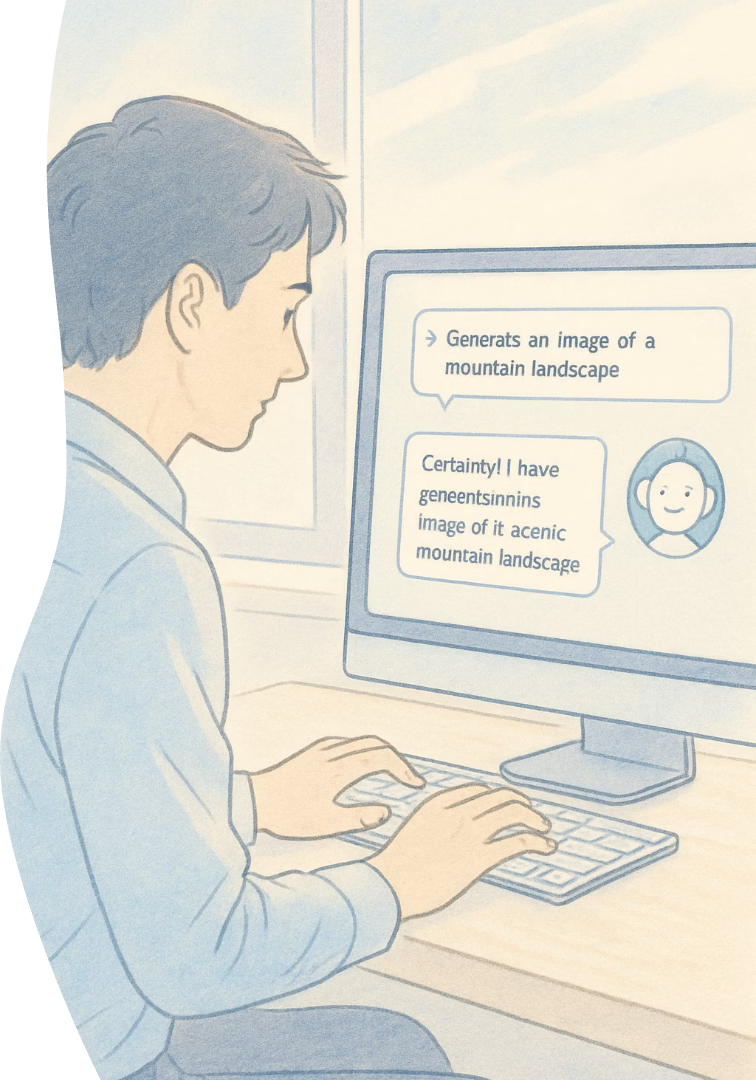 Generats an image of a
mountain landscape
Certainty! I have
geneentsinnins
image of it acenic
mountain landscage